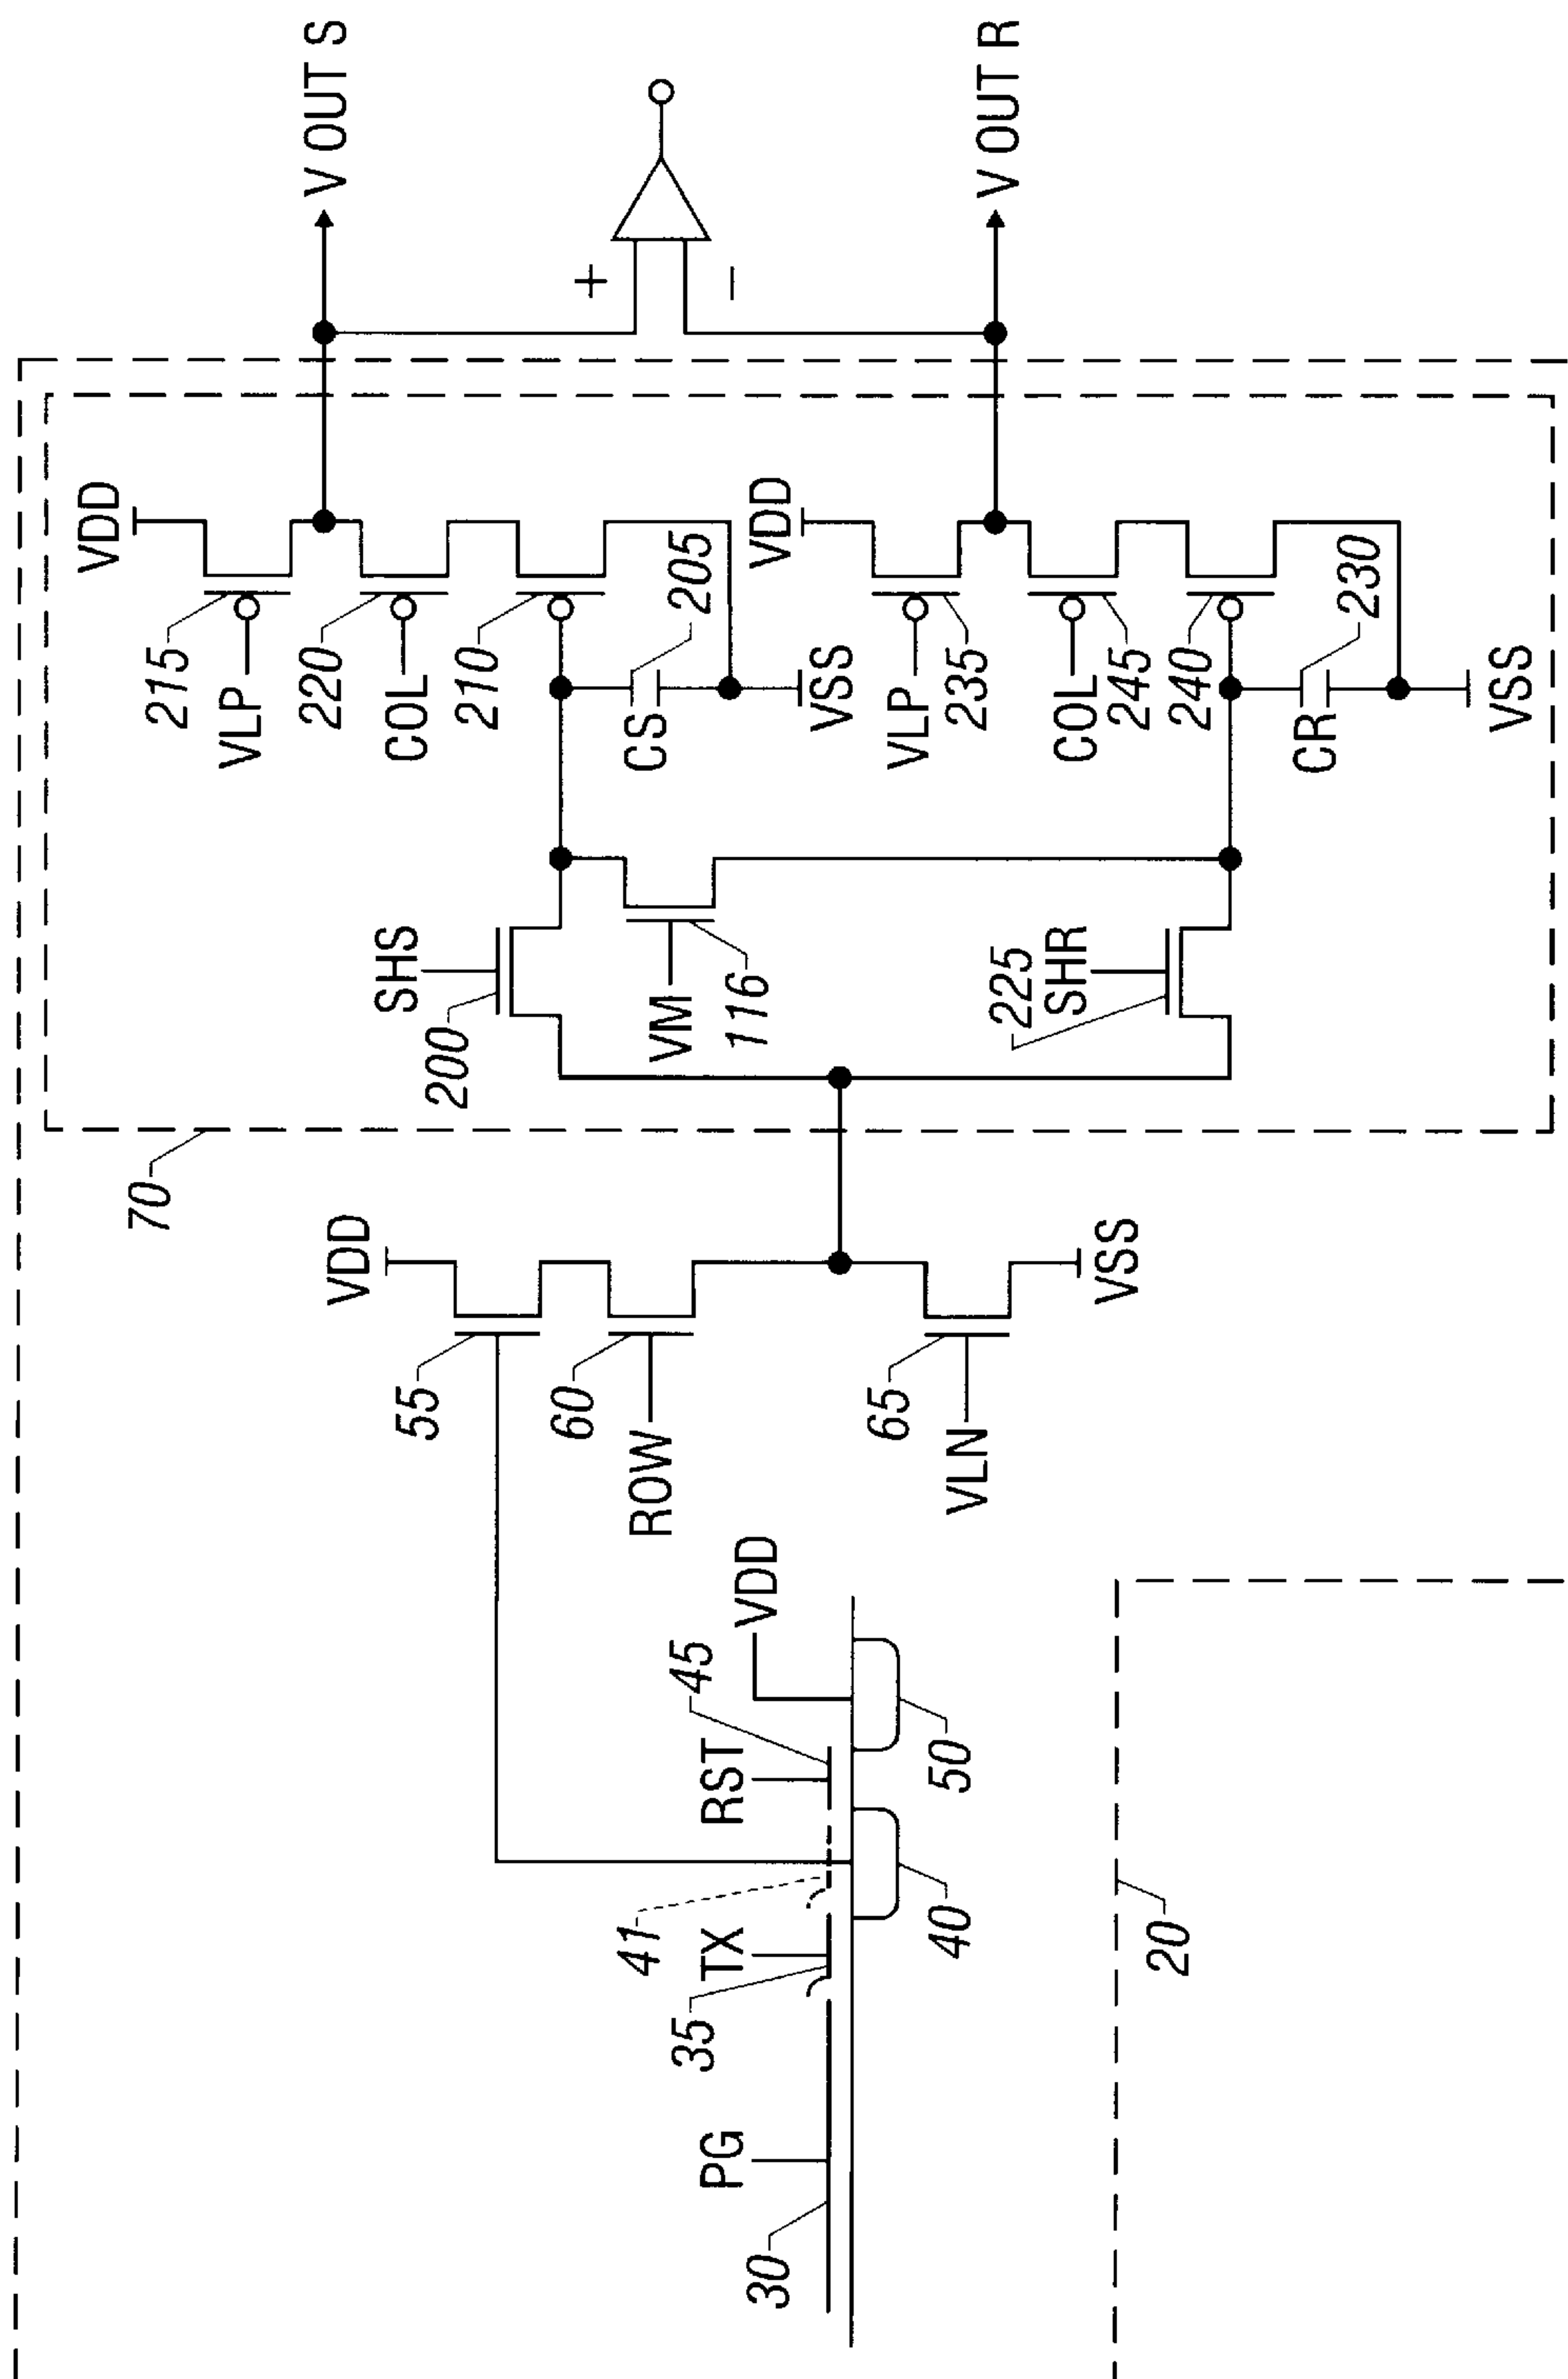 V OUT S
V OUT R
+
−
VDD
215
VLP
220
COL
210
205
CS
VSS
VDD
VLP
235
COL
245
240
230
CR
VSS
SHS
200
VM
116
225
SHR
70
VDD
55
60
ROW
65
VLN
VSS
VDD
45
RST
50
41
TX
40
35
PG
30
20